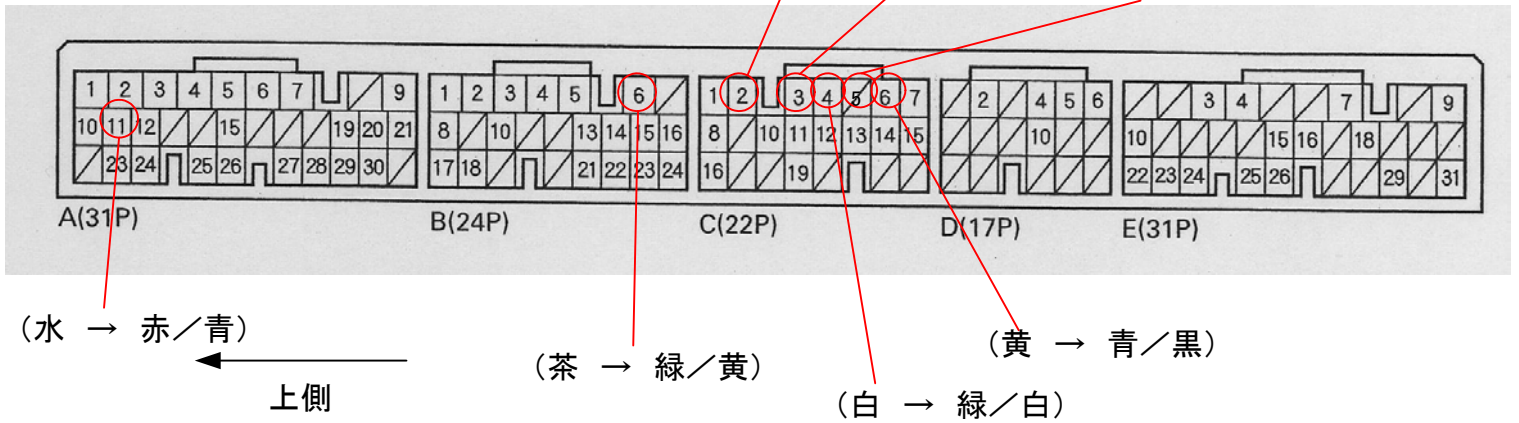 1 2 3 4 5 6 7 9
10 11 12 15 19 20 21
23 24 25 26 27 28 29 30
A(31P)
1 2 3 4 5 6
8 10 13 14 15 16
17 18 21 22 23 24
B(24P)
1 2 3 4 5 6 7
8 10 11 12 13 14 15
16 19
C(22P)
2 4 5 6
10
D(17P)
3 4 7 9
10 15 16 18
22 23 24 25 26 29 31
E(31P)
(水 → 赤/青)
上側
(茶 → 緑/黄)
(白 → 緑/白)
(黄 → 青/黒)